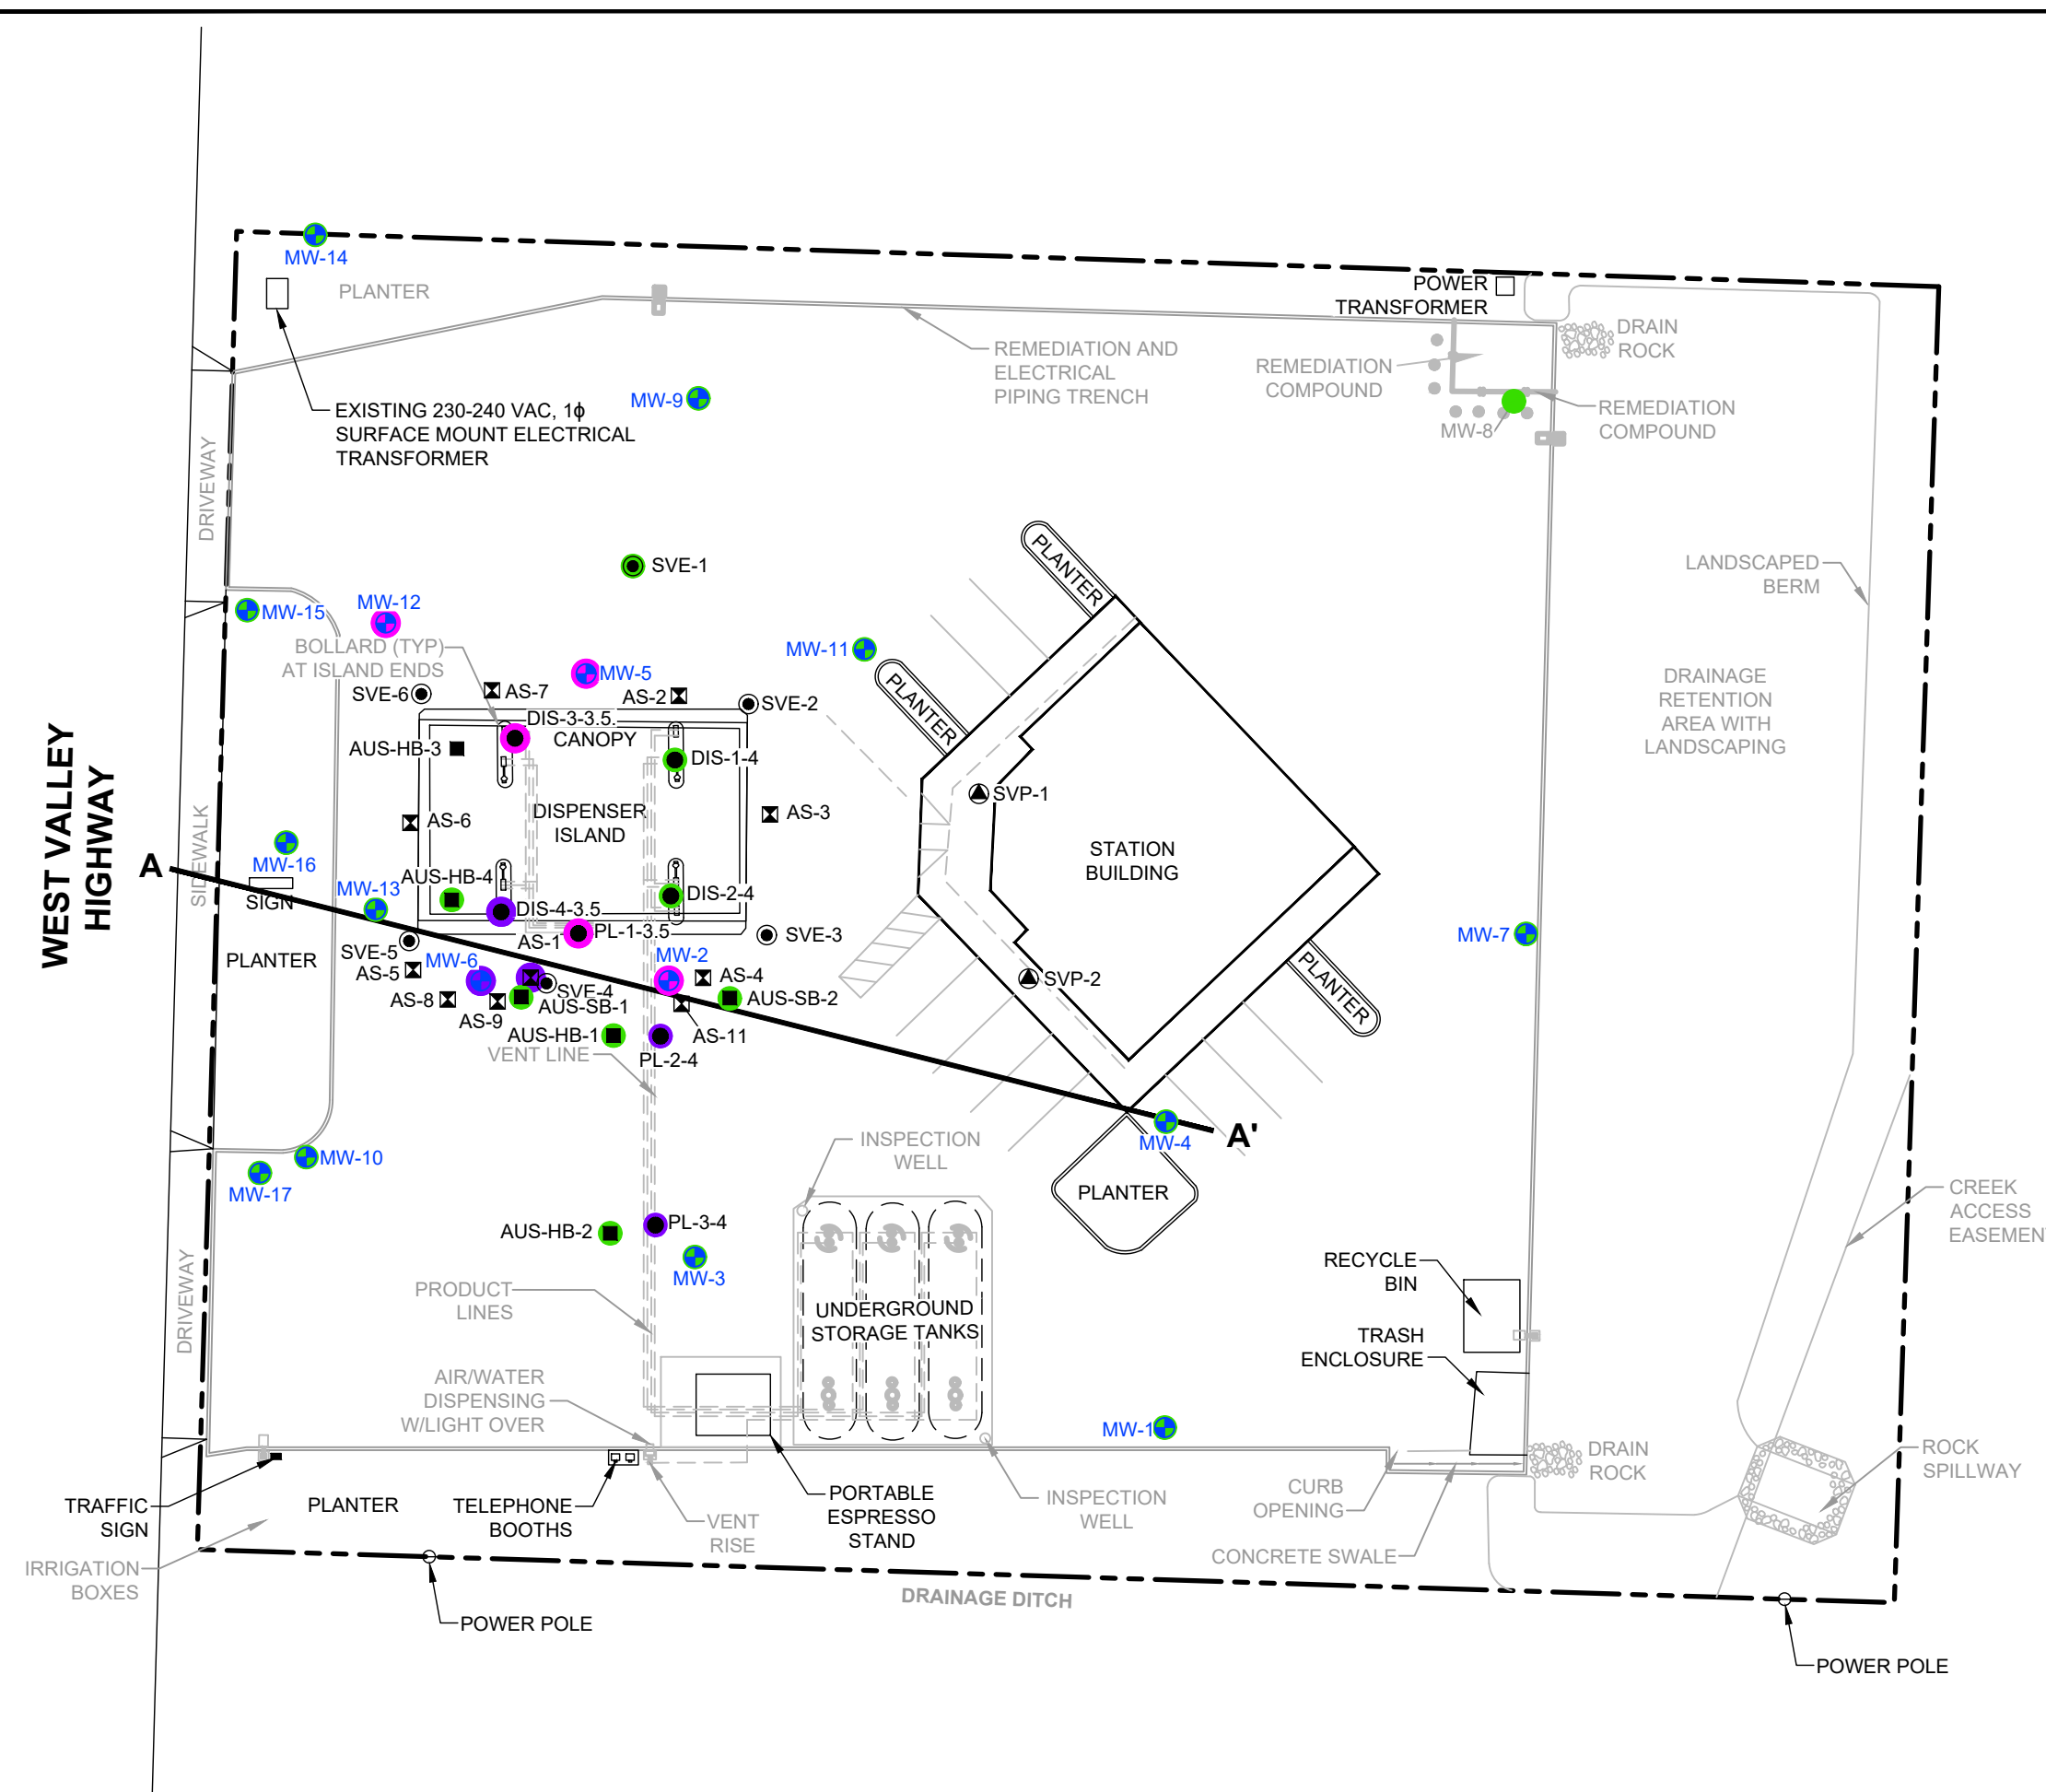 MW-14
PLANTER
POWER
TRANSFORMER
DRAIN
ROCK
REMEDIATION AND
ELECTRICAL
PIPING TRENCH
REMEDIATION
COMPOUND
REMEDIATION
COMPOUND
MW-8
MW-9
EXISTING 230-240 VAC, 1ϕ
SURFACE MOUNT ELECTRICAL
TRANSFORMER
DRIVEWAY
PLANTER
SVE-1
LANDSCAPED
BERM
MW-15
MW-12
BOLLARD (TYP)
AT ISLAND ENDS
MW-11
MW-5
PLANTER
SVE-6
AS-7
AS-2
SVE-2
DRAINAGE
RETENTION
AREA WITH
LANDSCAPING
DIS-3-3.5
CANOPY
AUS-HB-3
DIS-1-4
SVP-1
WEST VALLEY
HIGHWAY
SIDEWALK
AS-6
DISPENSER
ISLAND
AS-3
STATION
BUILDING
A
MW-16
SIGN
MW-13
AUS-HB-4
DIS-2-4
DIS-4-3.5
PL-1-3.5
AS-1
SVE-3
MW-7
PLANTER
SVE-5
AS-5
MW-6
MW-2
AS-4
SVP-2
PLANTER
AS-8
AS-9
SVE-4
AUS-SB-1
AUS-SB-2
AUS-HB-1
AS-11
VENT LINE
PL-2-4
A'
MW-4
INSPECTION
WELL
MW-10
MW-17
PLANTER
CREEK
ACCESS
EASEMEN
AUS-HB-2
PL-3-4
MW-3
RECYCLE
BIN
DRIVEWAY
PRODUCT
LINES
UNDERGROUND
STORAGE TANKS
TRASH
ENCLOSURE
AIR/WATER
DISPENSING
W/LIGHT OVER
MW-1
DRAIN
ROCK
ROCK
SPILLWAY
TRAFFIC
SIGN
PLANTER
TELEPHONE
BOOTHS
VENT
RISE
PORTABLE
ESPRESSO
STAND
INSPECTION
WELL
CURB
OPENING
CONCRETE SWALE
IRRIGATION
BOXES
DRAINAGE DITCH
POWER POLE
POWER POLE